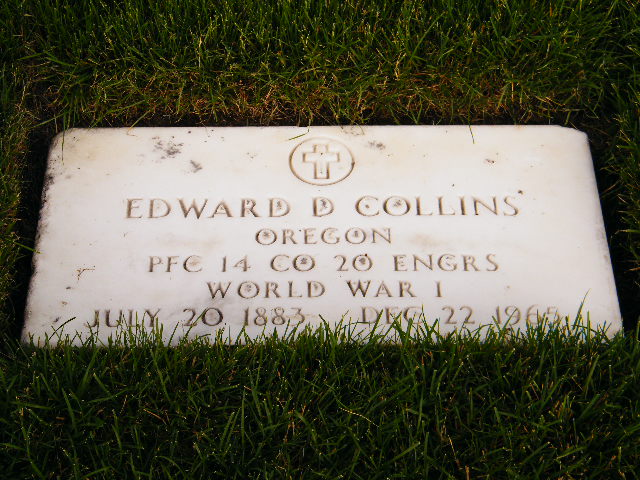 EDWARD D COLLINS
OREGON
PFC 14 CO 20 ENGRS
WORLD WAR I
JULY 20 1883 DEC 22 1965